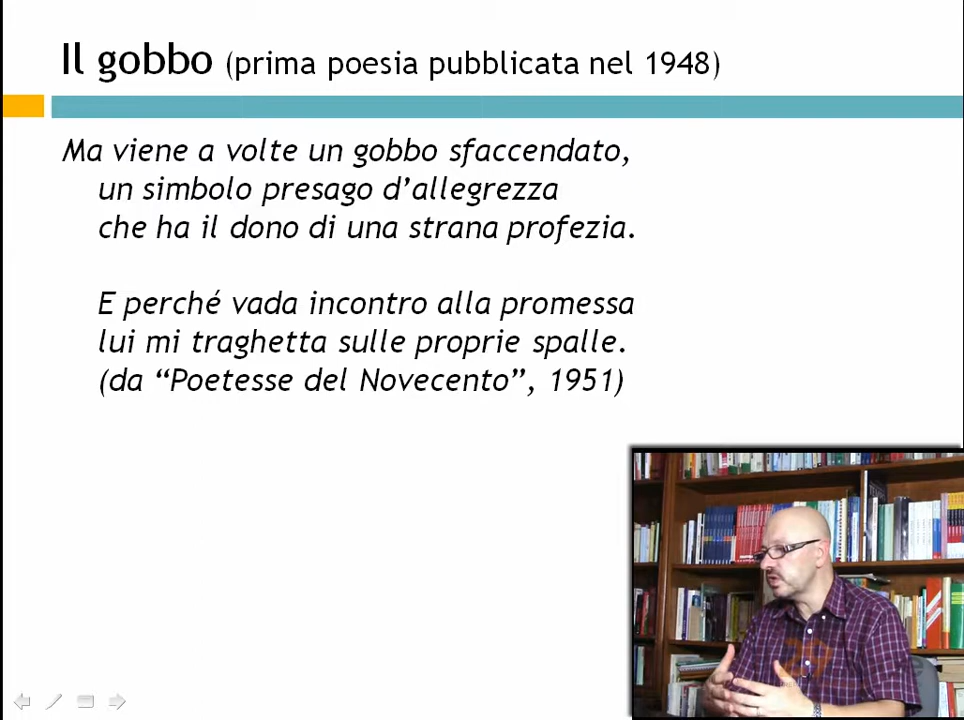 Il gobbo (prima poesia pubblicata nel 1948)
Ma viene a volte un gobbo sfaccendato,
un simbolo presago d’allegrezza
che ha il dono di una strana profezia.
E perché vada incontro alla promessa
lui mi traghetta sulle proprie spalle.
(da “Poetesse del Novecento”, 1951)